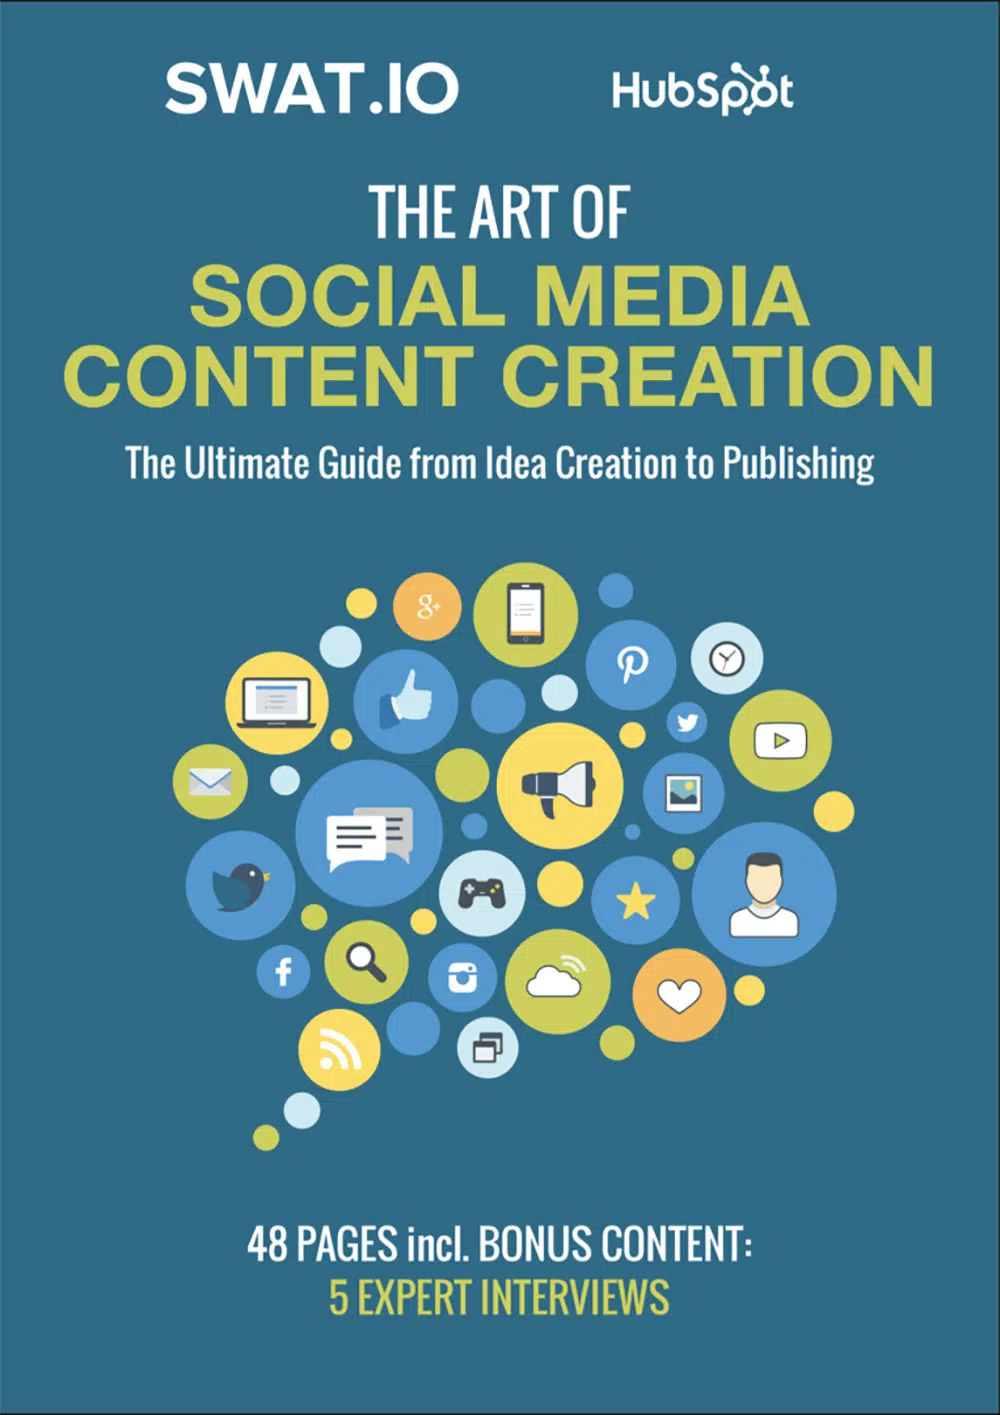 SWAT.IO
HubSpot
THE ART OF
SOCIAL MEDIA
CONTENT CREATION
The Ultimate Guide from Idea Creation to Publishing
g+
48 PAGES incl. BONUS CONTENT:
5 EXPERT INTERVIEWS